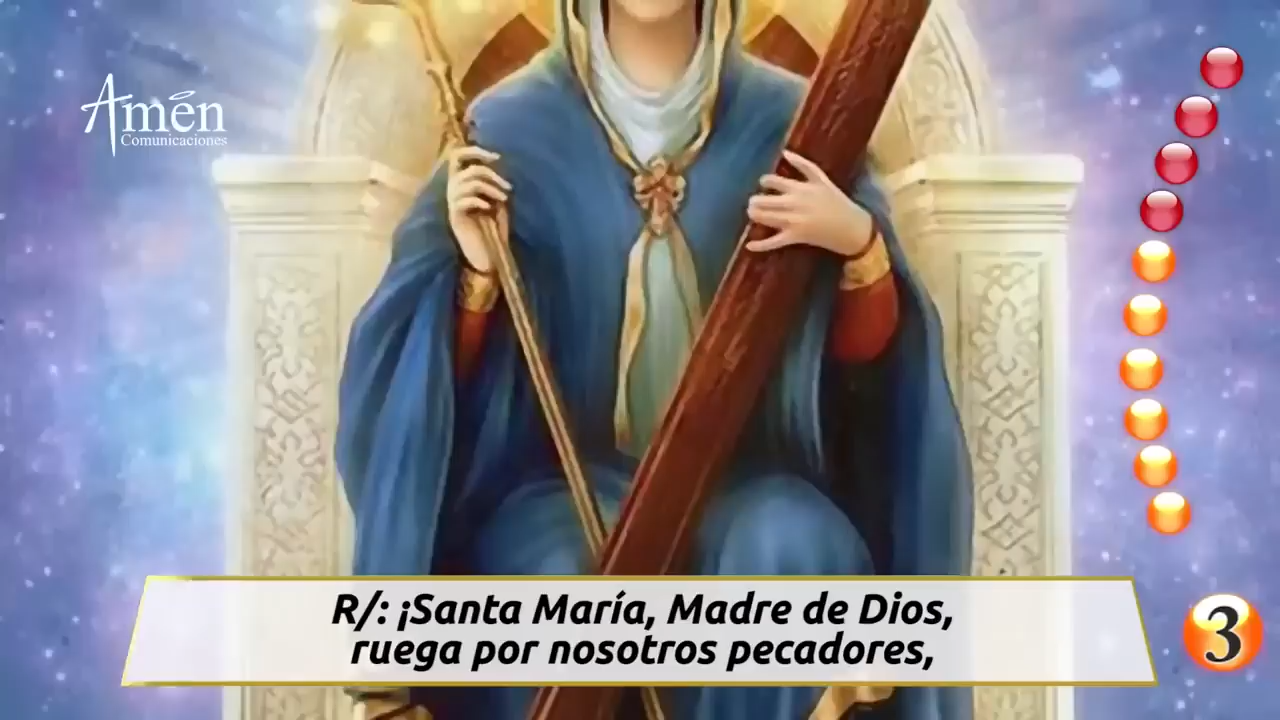 Amén
Comunicaciones
R/: ¡Santa María, Madre de Dios,
ruega por nosotros pecadores,
3